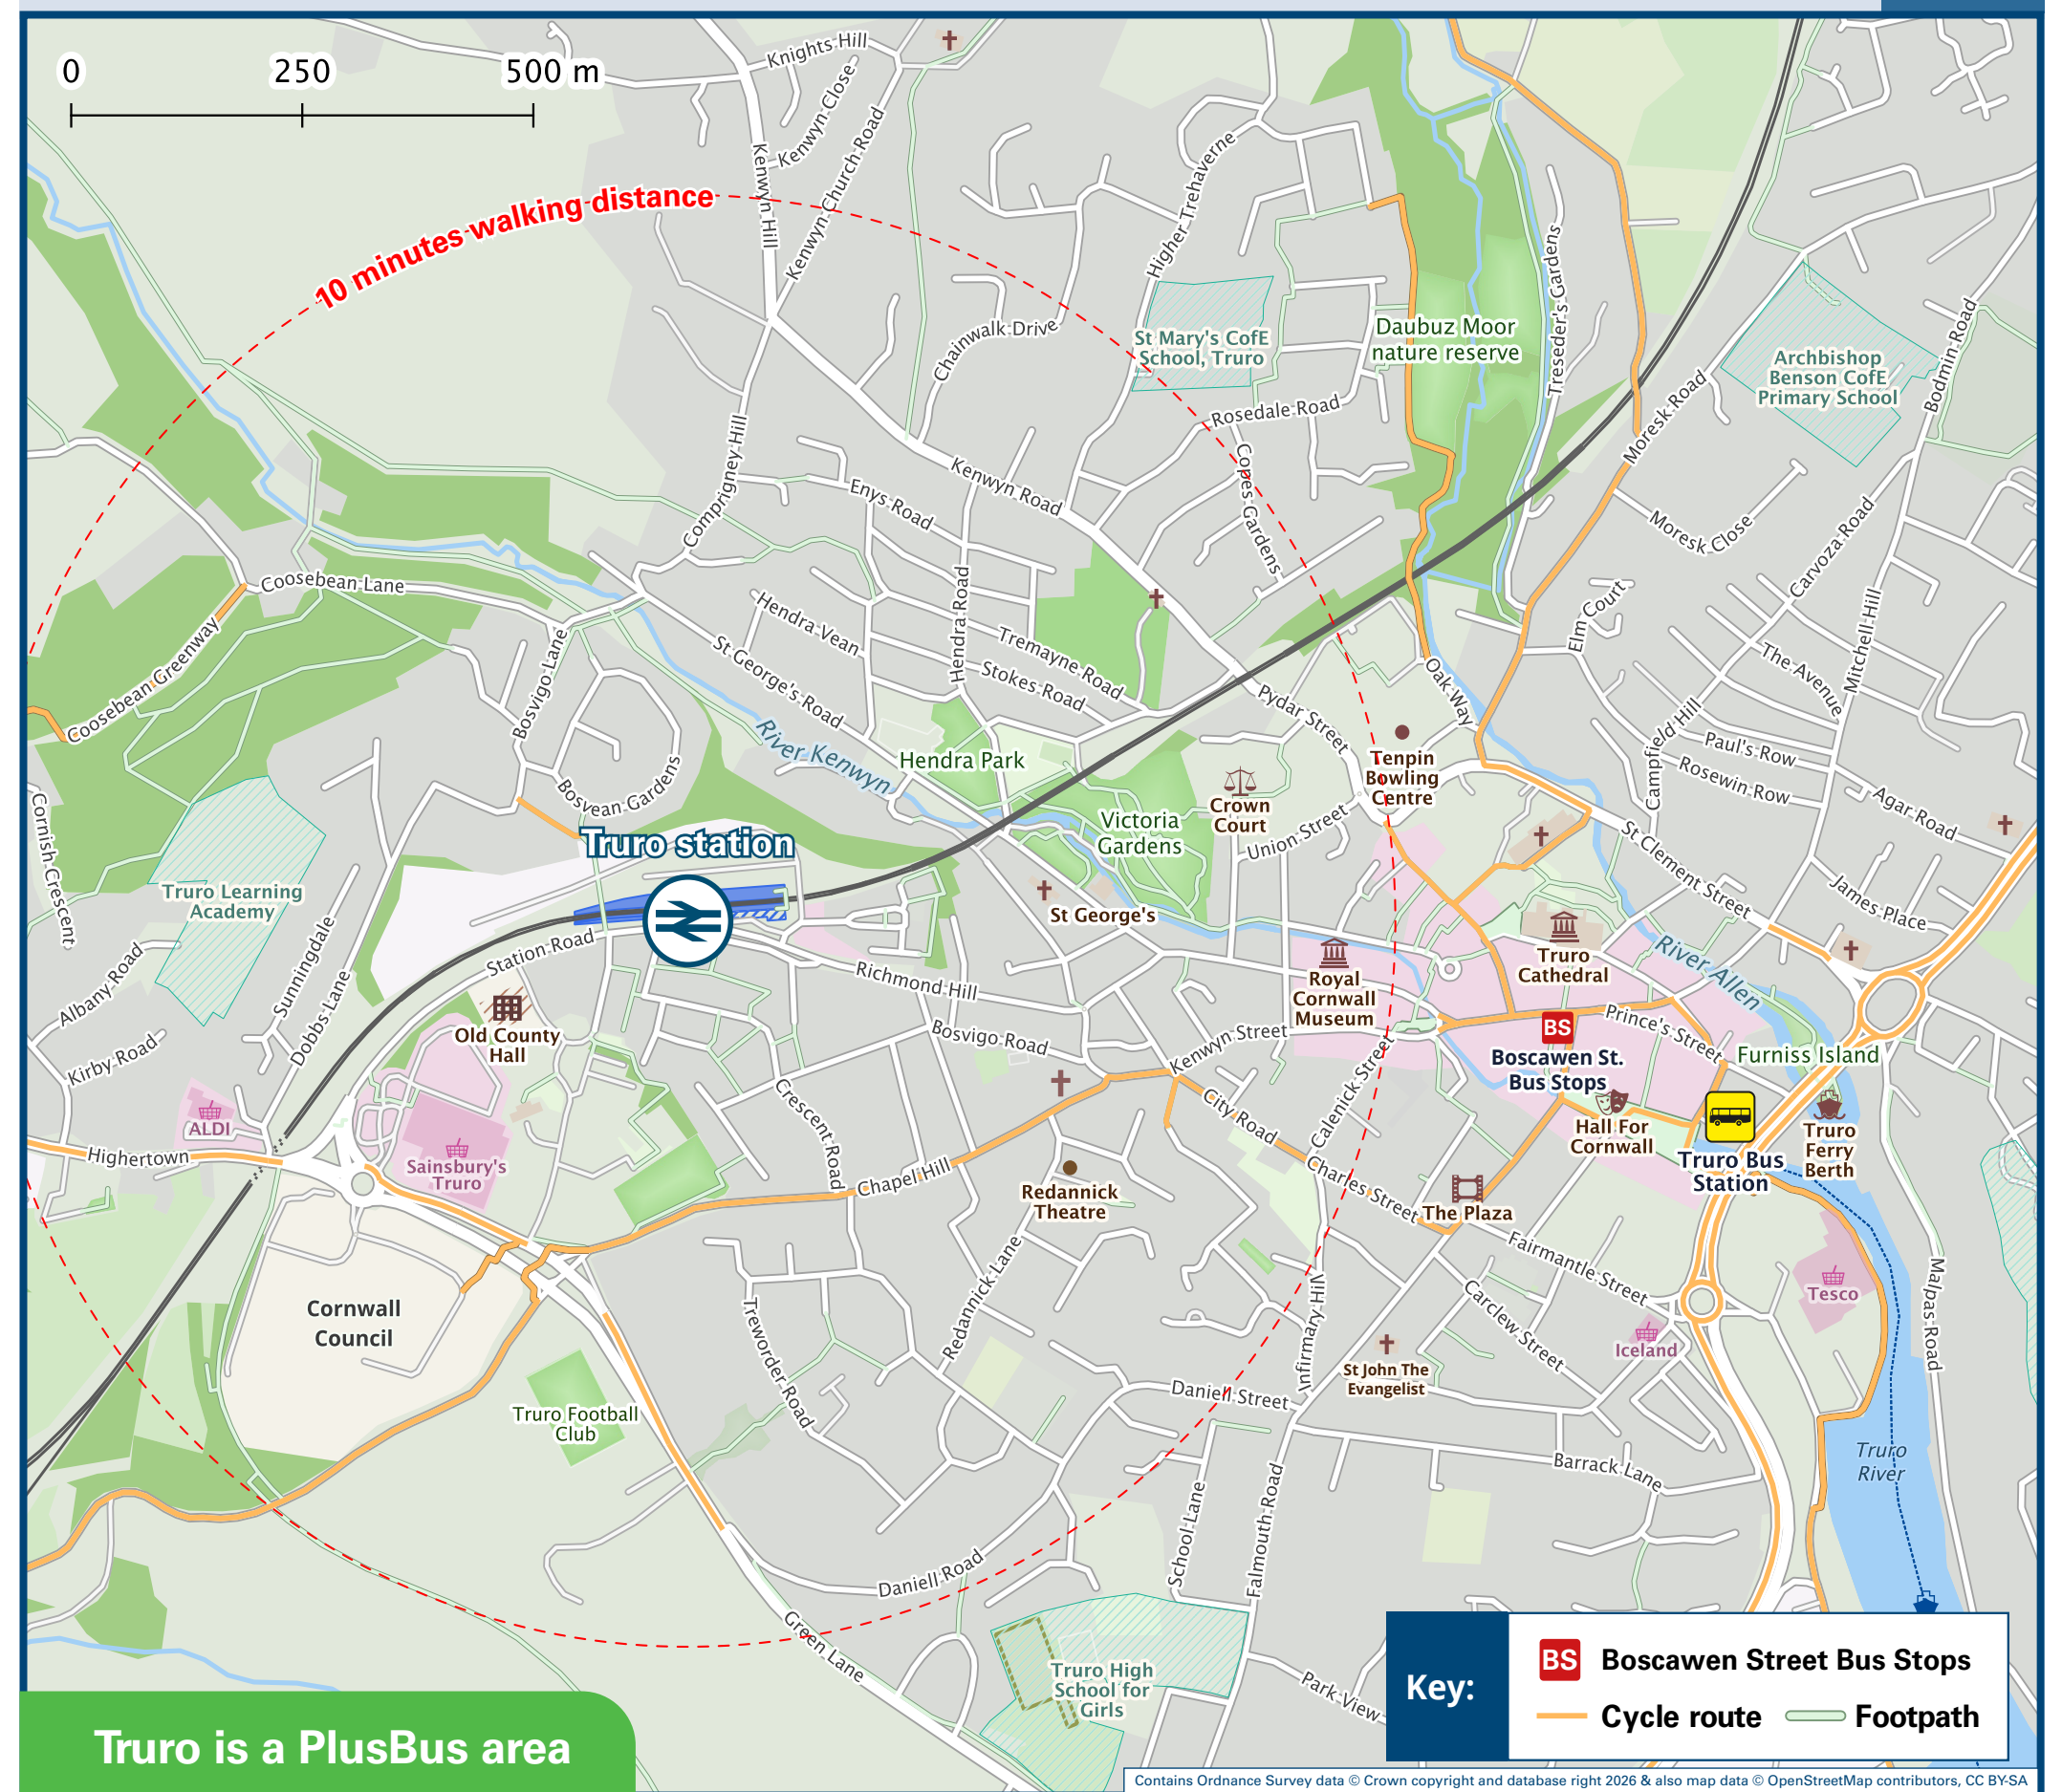 0 250 500 m
10 minutes walking distance
Knights Hill
Kenwyn Close
Kenwyn Church Road
Kenwyn Hill
Higher Trehaverne
Chainwalk Drive
St Mary's CofE
School, Truro
Daubuz Moor
nature reserve
Treseder's Gardens
Archbishop
Benson CofE
Primary School
Bodmin Road
Moresk Road
Rosedale Road
Copes Gardens
Comprigney Hill
Kenwyn Road
Enys Road
Moresk Close
Carvoza Road
Mitchell Hill
Elm Court
The Avenue
Coosebean Lane
Coosebean Greenway
Hendra Vean
Hendra Road
Tremayne Road
Stokes Road
St George's Road
Bosvigo Lane
Oak Way
Pydar Street
Campfield Hill
Paul's Row
Rosewin Row
Agar Road
River Kenwyn
Hendra Park
Tenpin
Bowling
Centre
Crown
Court
Victoria
Gardens
Union Street
Bosvean Gardens
Cornish Crescent
Truro station
St Clement Street
James Place
Truro Learning
Academy
St George's
Station Road
Sunningdale
Dobbs Lane
Albany Road
Kirby Road
Richmond Hill
Royal
Cornwall
Museum
Truro
Cathedral
River Allen
Old County
Hall
Bosvigo Road
Kenwyn Street
BS
Boscawen St.
Bus Stops
Prince's Street
Furniss Island
ALDI
Crescent Road
City Road
Calenick Street
Hall For
Cornwall
Truro
Ferry
Berth
Truro Bus
Station
Highertown
Sainsbury's
Truro
Chapel Hill
Redannick
Theatre
Charles Street
The Plaza
Fairmantle Street
Tesco
Malpas Road
Cornwall
Council
Redannick Lane
Treworder Road
Infirmary Hill
Carclew Street
Iceland
St John The
Evangelist
Daniell Street
Truro Football
Club
Barrack Lane
Truro
River
School Lane
Falmouth Road
Daniell Road
Green Lane
Truro High
School for
Girls
Park View
Key:
BS Boscawen Street Bus Stops
Cycle route Footpath
Truro is a PlusBus area
Contains Ordnance Survey data © Crown copyright and database right 2026 & also map data © OpenStreetMap contributors, CC BY-SA